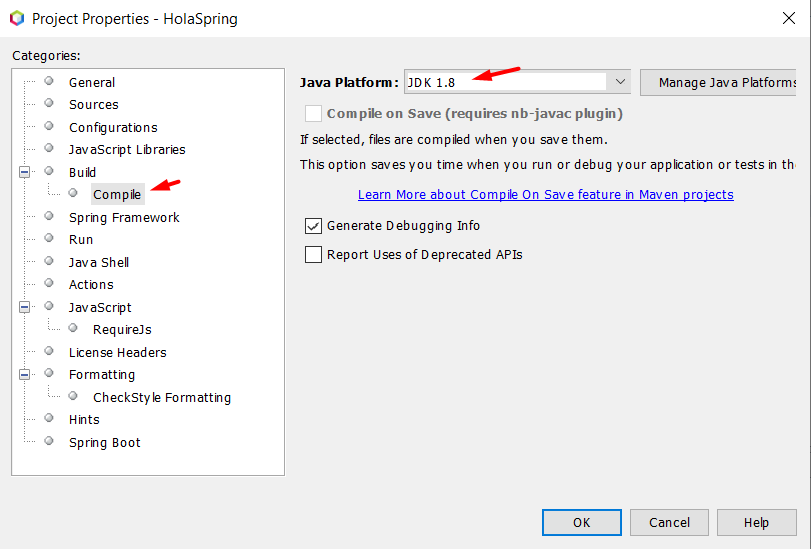 Project Properties - HolaSpring
Categories:
General
Sources
Configurations
JavaScript Libraries
Build
Compile
Spring Framework
Run
Java Shell
Actions
JavaScript
RequireJs
License Headers
Formatting
CheckStyle Formatting
Hints
Spring Boot
Java Platform: JDK 1.8 Manage Java Platforms
Compile on Save (requires nb-javac plugin)
If selected, files are compiled when you save them.
This option saves you time when you run or debug your application or tests in the
Learn More about Compile On Save feature in Maven projects
Generate Debugging Info
Report Uses of Deprecated APIs
OK Cancel Help